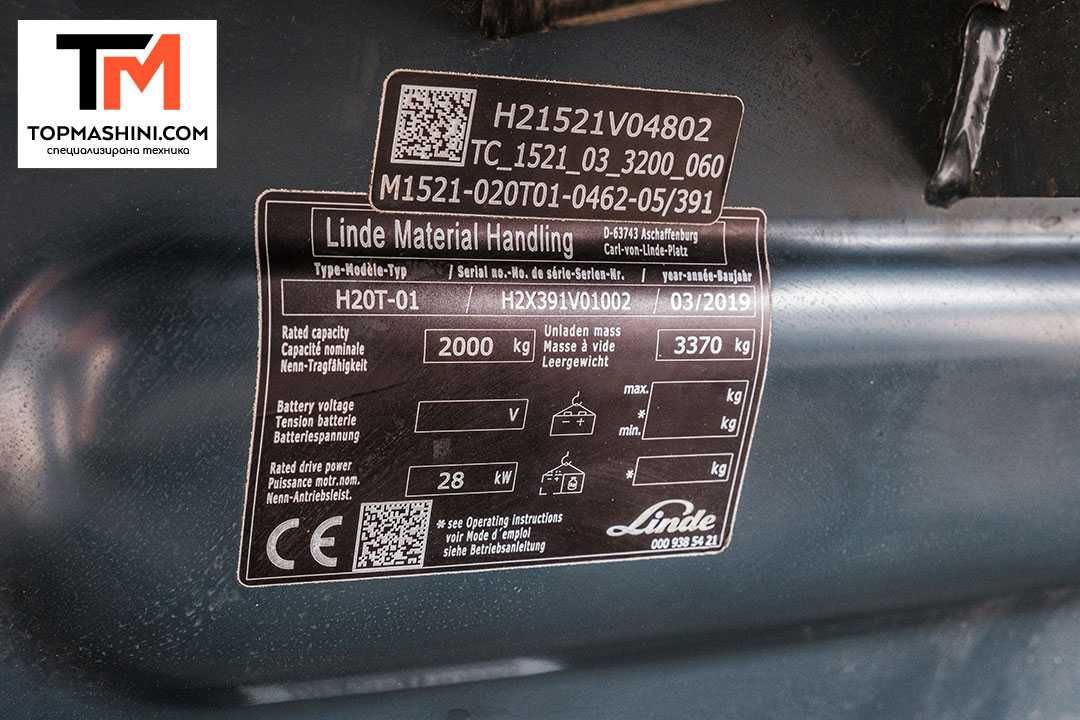 TM
TOPMASHINI.COM
специализирана техника
H21521V04802
TC_1521_03_3200_060
M1521-020T01-0462-05/391
Linde Material Handling
D-63743 Aschaffenburg
Carl-von-Linde-Platz
Type-Modèle-Typ / Serial no.-No. de série-Serien-Nr. / year-année-Baujahr
H20T-01 / H2X391V01002 / 03/2019
Rated capacity
Capacité nominale
Nenn-Tragfähigkeit
2000 kg
Unladen mass
Masse à vide
Leergewicht
3370 kg
Battery voltage
Tension batterie
Batteriespannung
V
- +
max. kg
*
min. kg
Rated drive power
Puissance motr.nom.
Nenn-Antriebsleist.
28 kW
- +
* kg
CE
* see Operating instructions
voir Mode d´emploi
siehe Betriebsanleitung
Linde
000 938 54 21